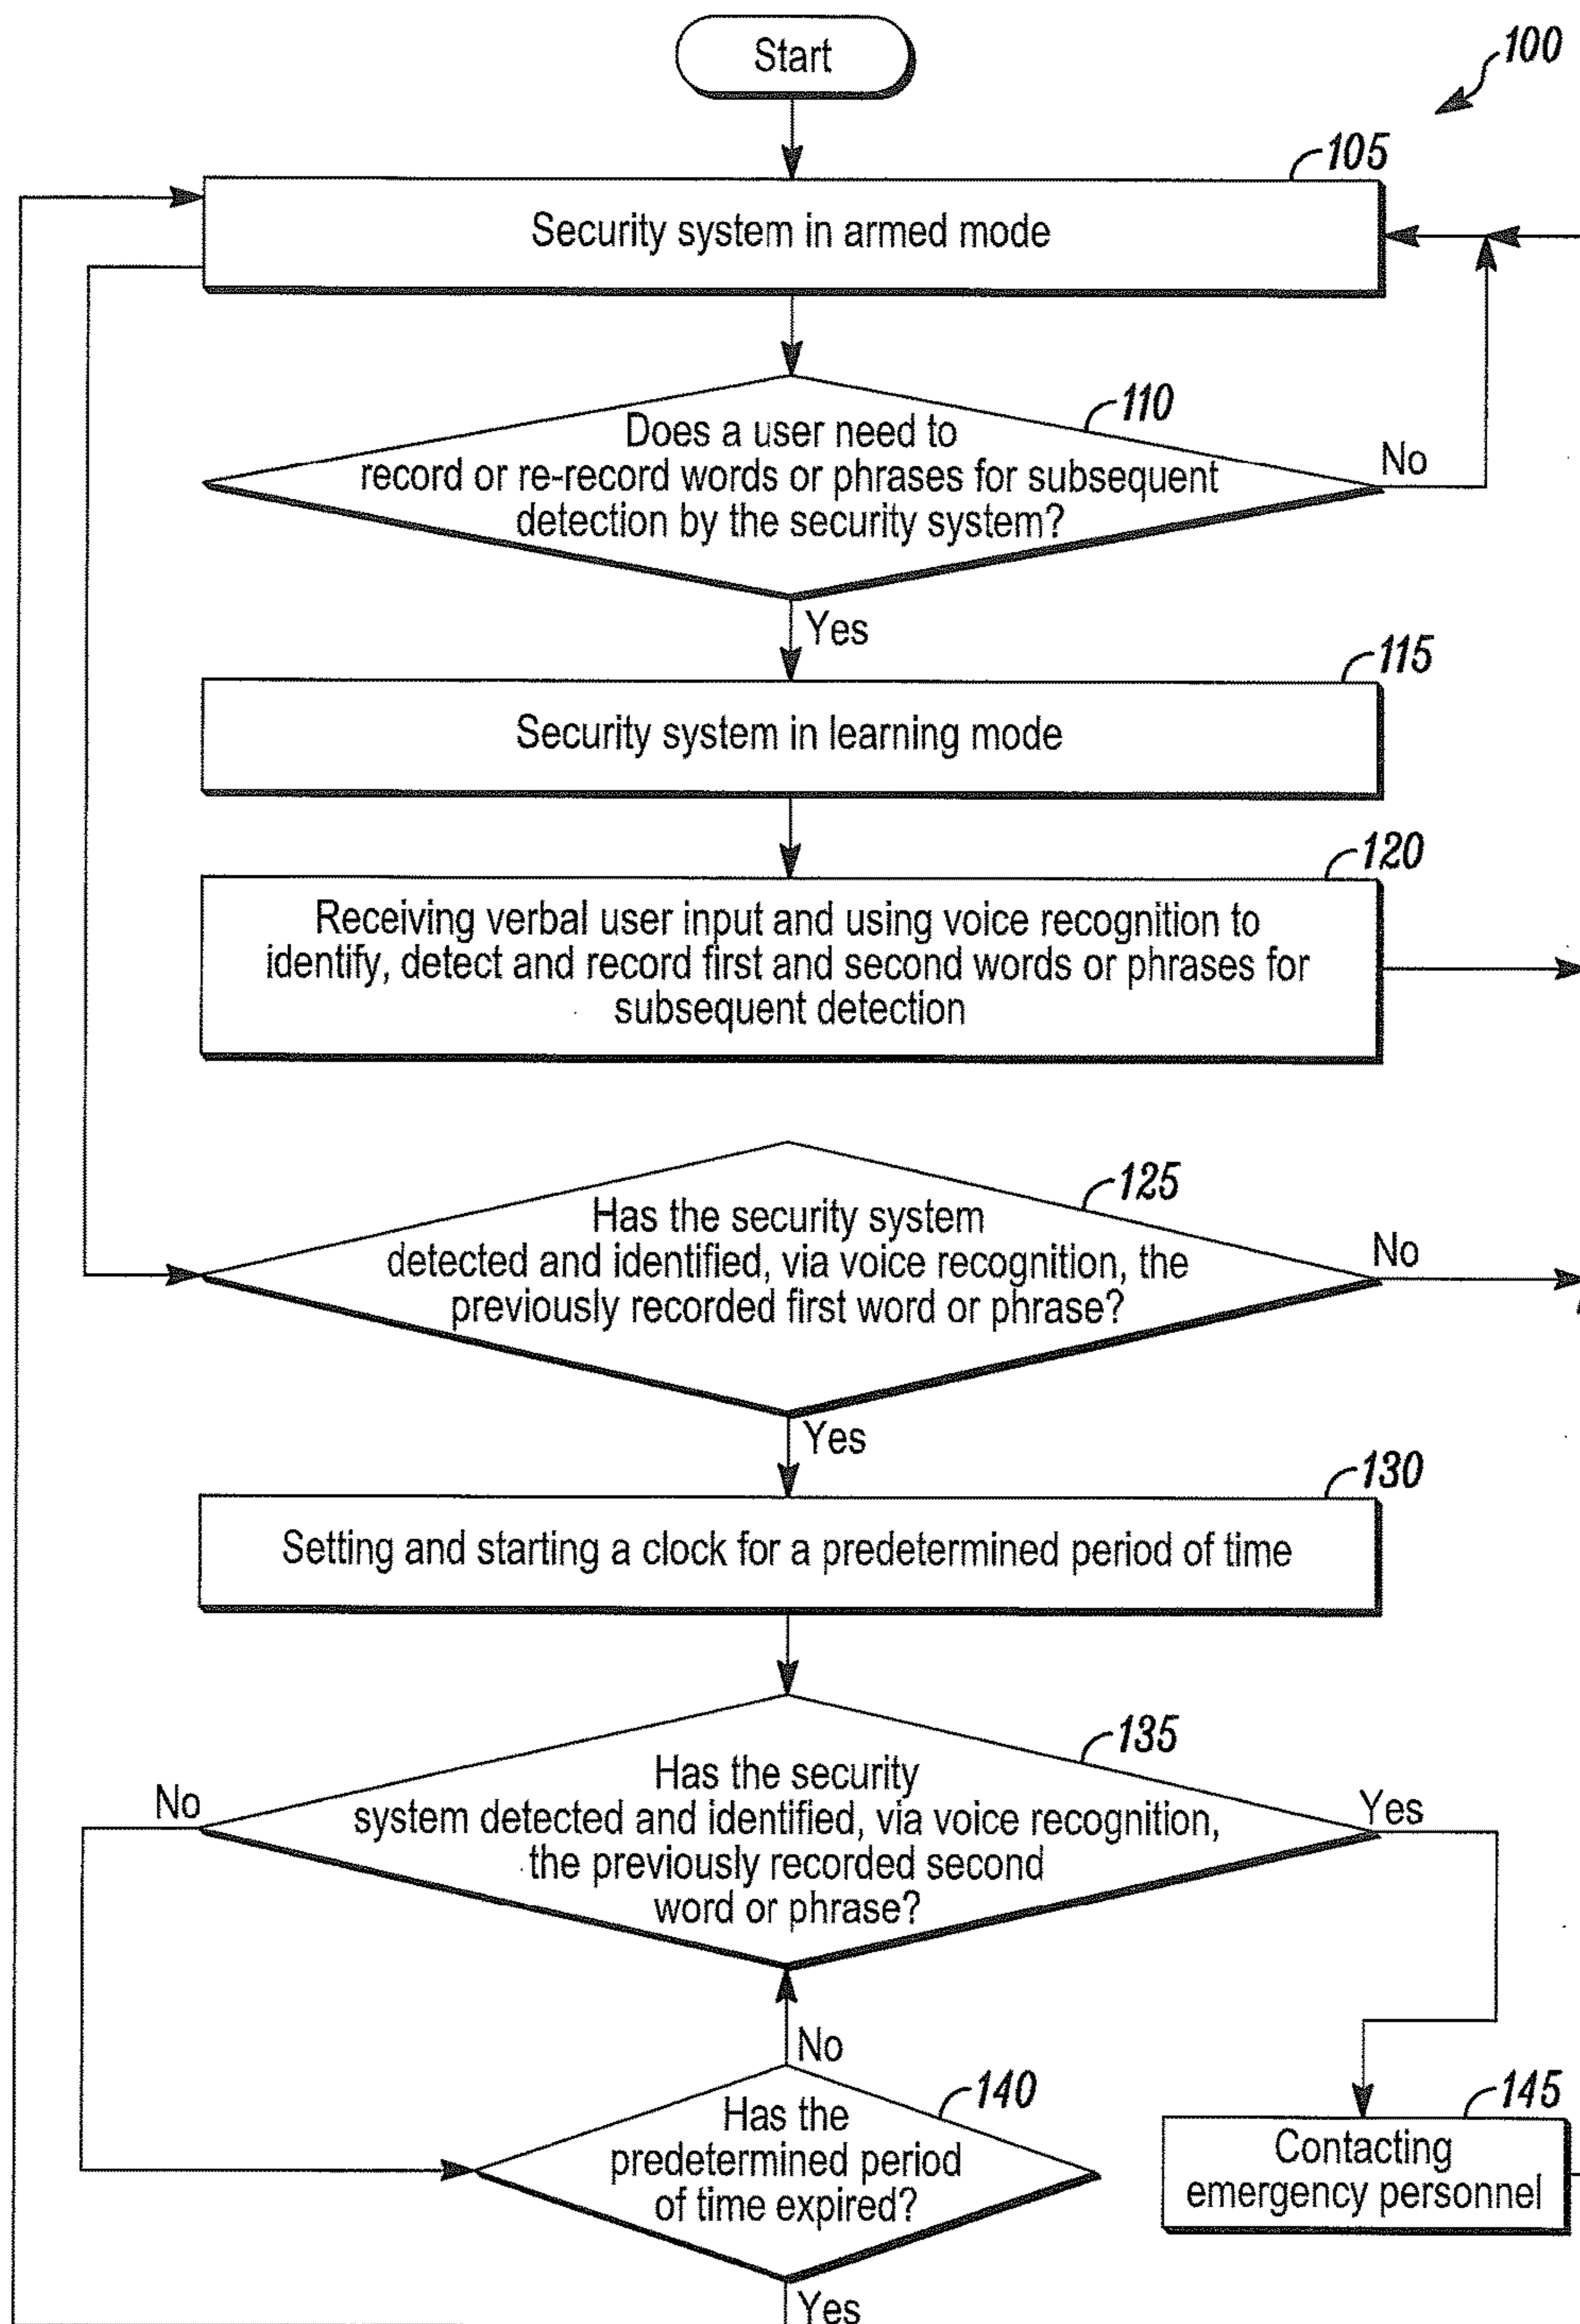 Start
100
105
Security system in armed mode
110
Does a user need to
record or re-record words or phrases for subsequent
detection by the security system?
No
Yes
115
Security system in learning mode
120
Receiving verbal user input and using voice recognition to
identify, detect and record first and second words or phrases for
subsequent detection
125
Has the security system
detected and identified, via voice recognition, the
previously recorded first word or phrase?
No
Yes
130
Setting and starting a clock for a predetermined period of time
135
Has the security
system detected and identified, via voice recognition,
the previously recorded second
word or phrase?
No
Yes
No
140
Has the
predetermined period
of time expired?
145
Contacting
emergency personnel
Yes